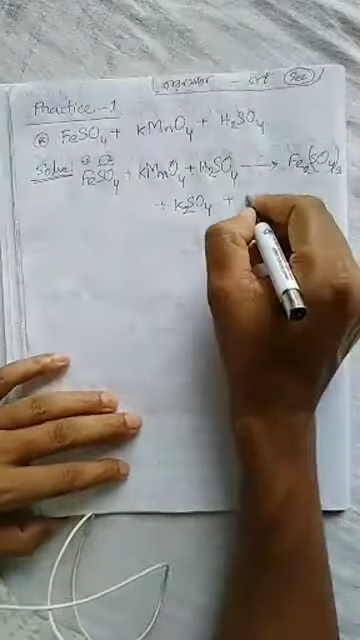 Practice-1
FeSO4 + KMnO4 + H2SO4
Solve: FeSO4 + KMnO4 + H2SO4 → Fe2(SO4)3
+ K2SO4 +